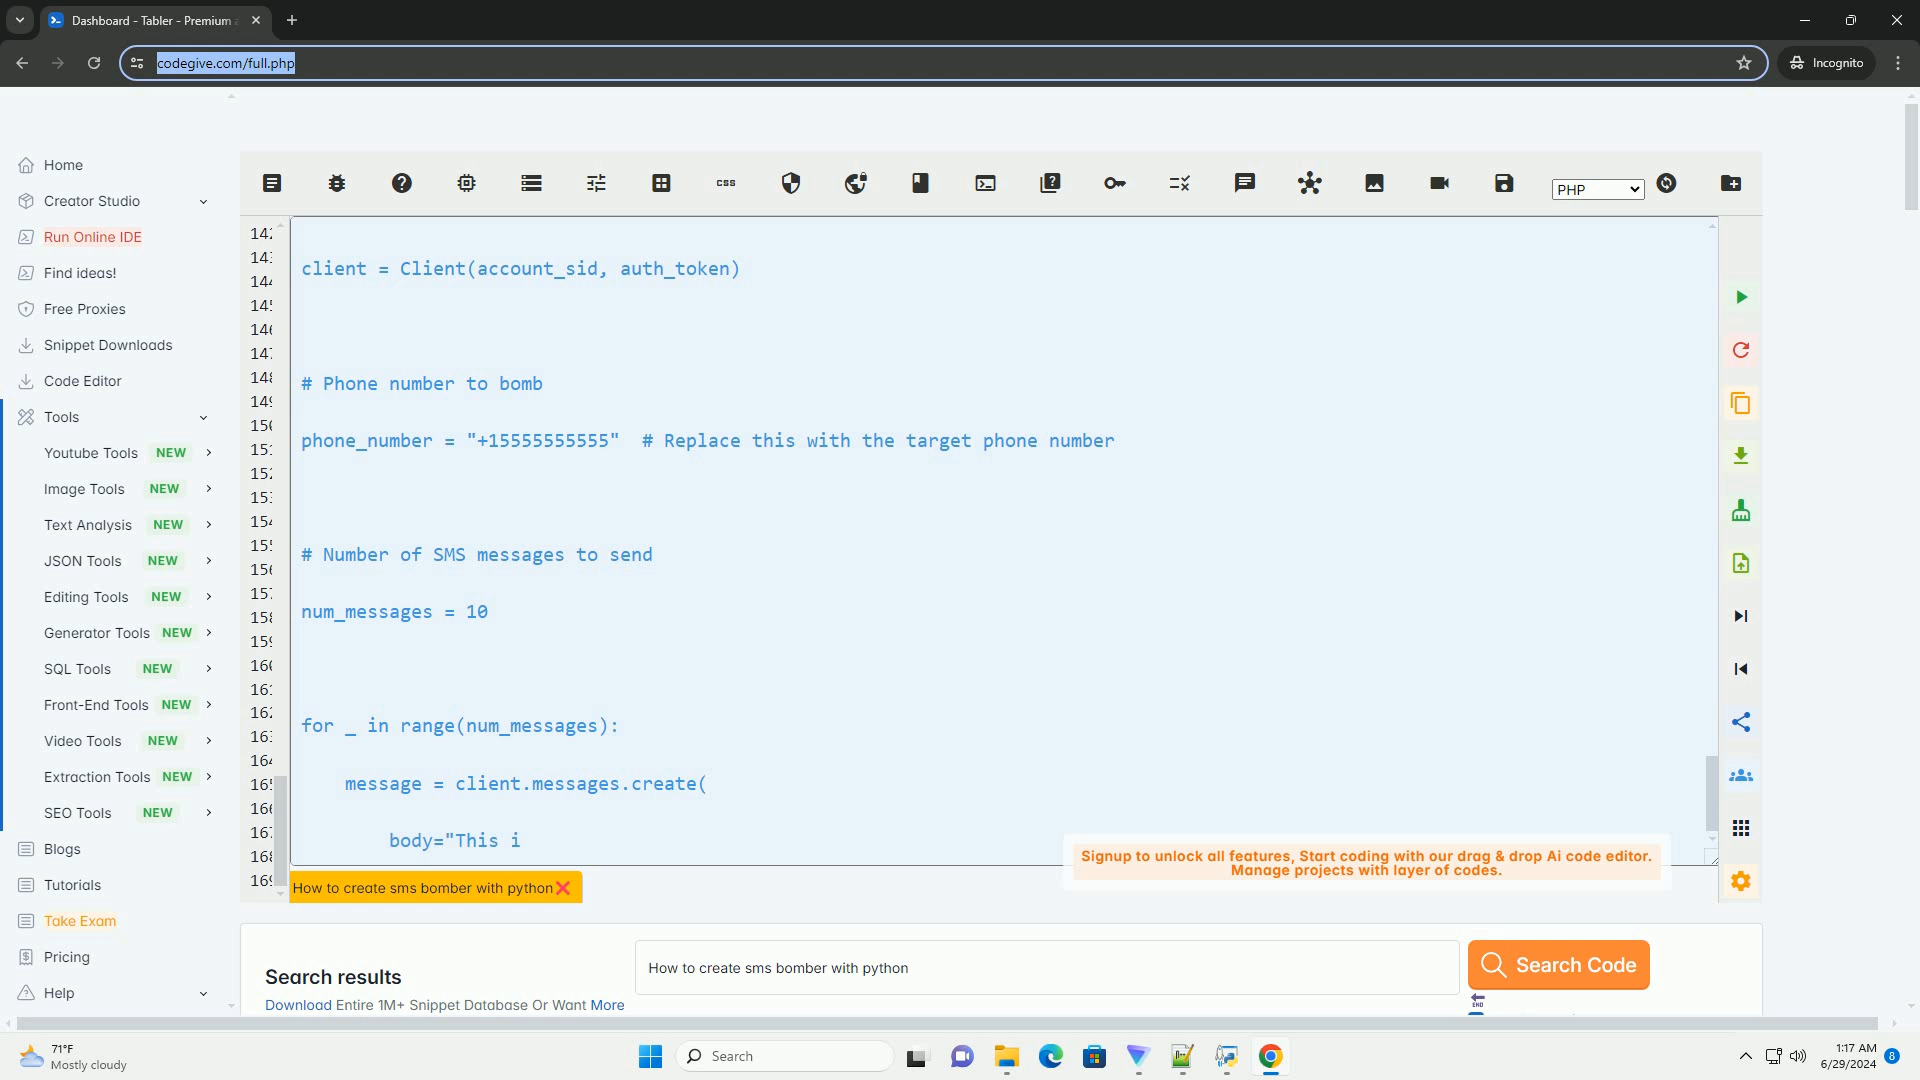 Dashboard - Tabler - Premium
codegive.com/full.php
Incognito
Home
Creator Studio
Run Online IDE
Find ideas!
Free Proxies
Snippet Downloads
Code Editor
Tools
Youtube Tools NEW
Image Tools NEW
Text Analysis NEW
JSON Tools NEW
Editing Tools NEW
Generator Tools NEW
SQL Tools NEW
Front-End Tools NEW
Video Tools NEW
Extraction Tools NEW
SEO Tools NEW
Blogs
Tutorials
Take Exam
Pricing
Help
css
PHP
client = Client(account_sid, auth_token)
# Phone number to bomb
phone_number = "+15555555555"  # Replace this with the target phone number
# Number of SMS messages to send
num_messages = 10
for _ in range(num_messages):
    message = client.messages.create(
        body="This i
Signup to unlock all features, Start coding with our drag & drop Ai code editor.
Manage projects with layer of codes.
How to create sms bomber with python
Search results
Download Entire 1M+ Snippet Database Or Want More
How to create sms bomber with python
Search Code
END
71°F
Mostly cloudy
Search
1:17 AM
6/29/2024
8